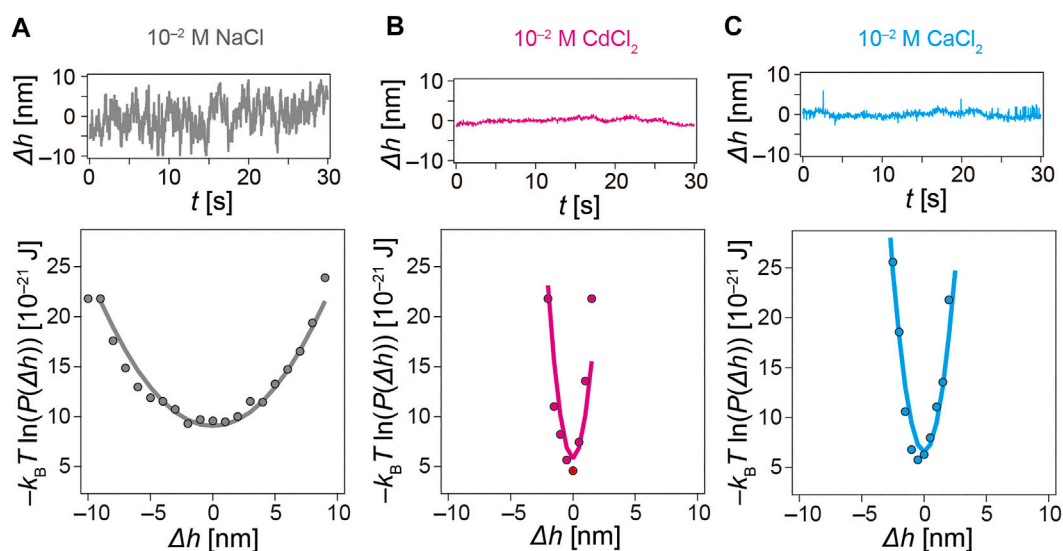 A
10⁻² M NaCl
Δh [nm]
10
0
−10
0 10 20 30
t [s]
−k_B T ln(P(Δh)) [10⁻²¹ J]
25
20
15
10
5
−10 −5 0 5 10
Δh [nm]
B
10⁻² M CdCl₂
Δh [nm]
10
0
−10
0 10 20 30
t [s]
−k_B T ln(P(Δh)) [10⁻²¹ J]
25
20
15
10
5
−10 −5 0 5 10
Δh [nm]
C
10⁻² M CaCl₂
Δh [nm]
10
0
−10
0 10 20 30
t [s]
−k_B T ln(P(Δh)) [10⁻²¹ J]
25
20
15
10
5
−10 −5 0 5 10
Δh [nm]